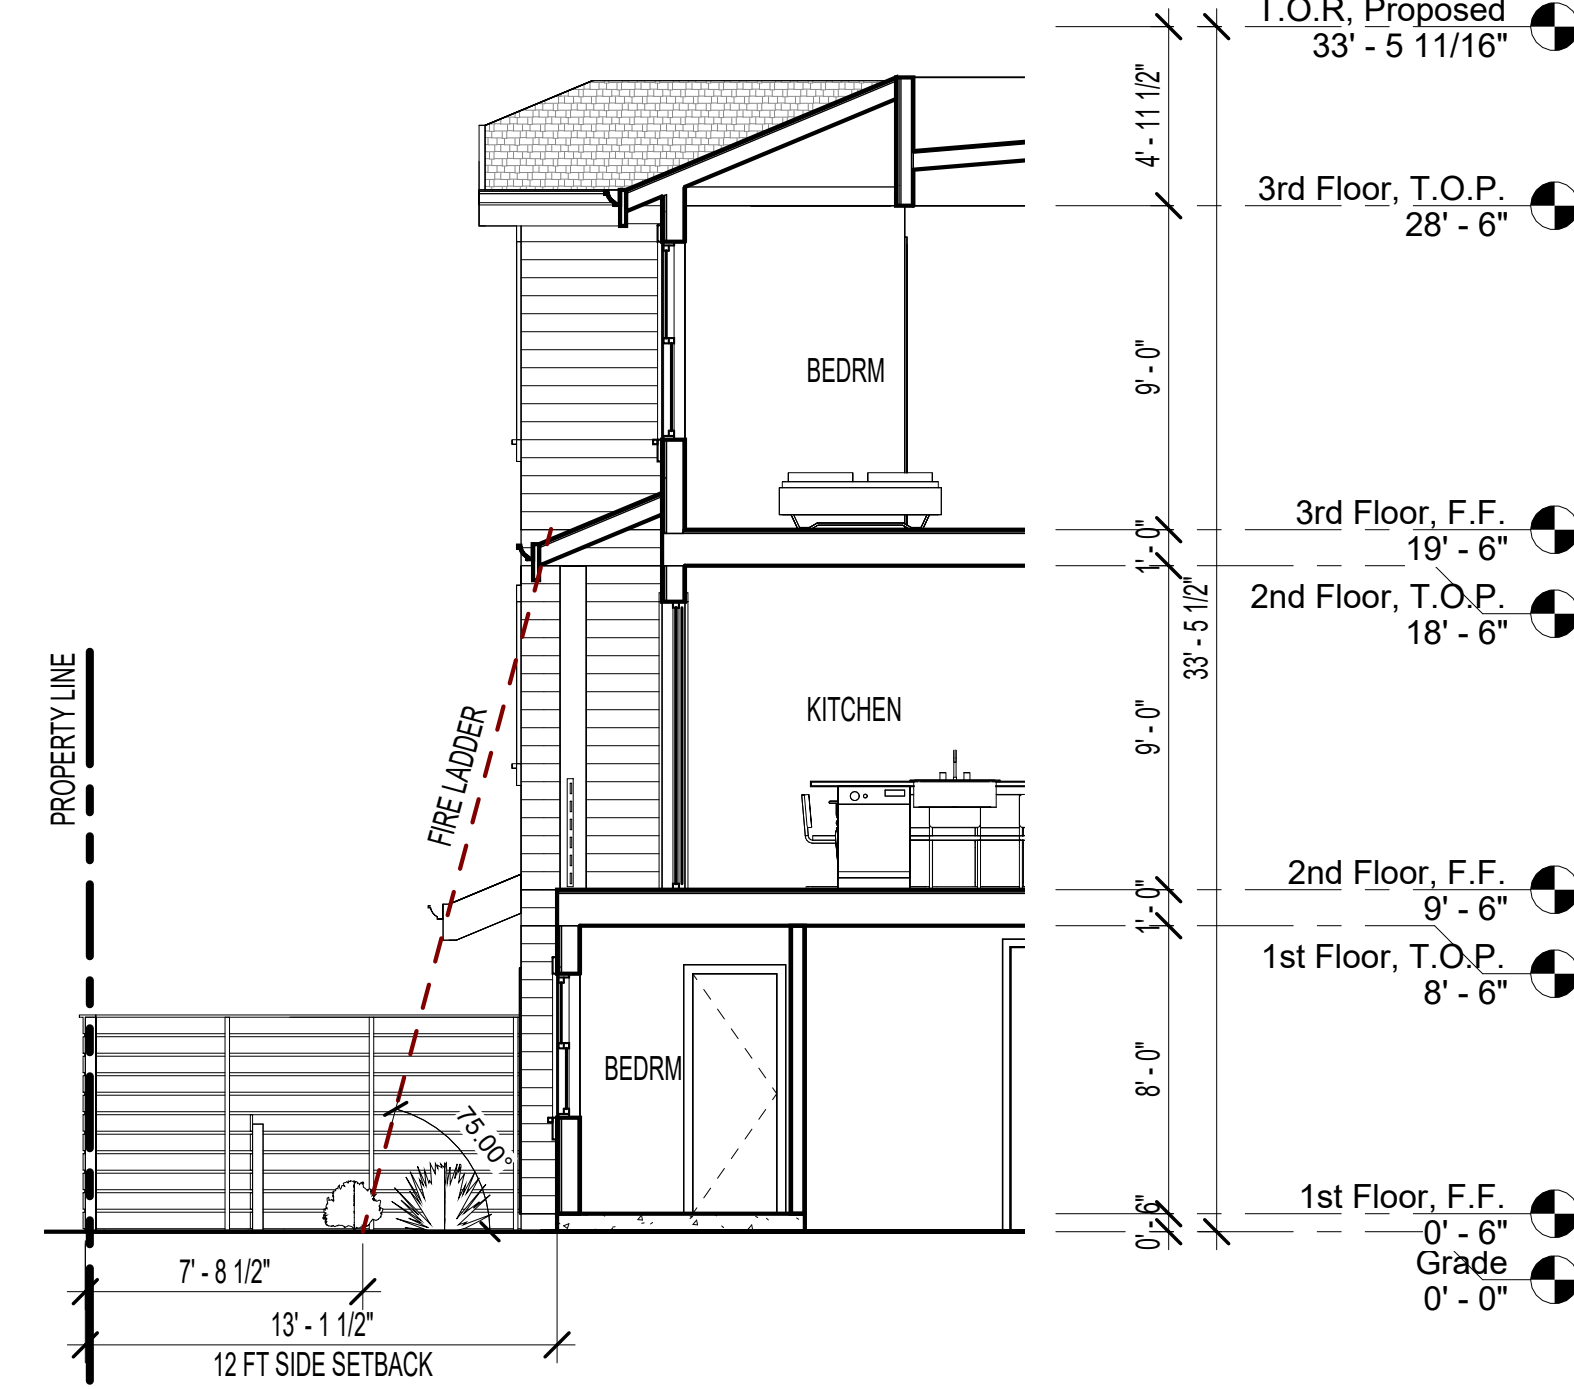 T.O.R, Proposed
33' - 5 11/16"
4' - 11 1/2"
3rd Floor, T.O.P.
28' - 6"
BEDRM
9' - 0"
3rd Floor, F.F.
19' - 6"
1' - 0"
2nd Floor, T.O.P.
18' - 6"
33' - 5 1/2"
PROPERTY LINE
FIRE LADDER
KITCHEN
9' - 0"
2nd Floor, F.F.
9' - 6"
1' - 0"
1st Floor, T.O.P.
8' - 6"
BEDRM
8' - 0"
75.00°
1st Floor, F.F.
0' - 6"
0' - 6"
Grade
0' - 0"
7' - 8 1/2"
13' - 1 1/2"
12 FT SIDE SETBACK